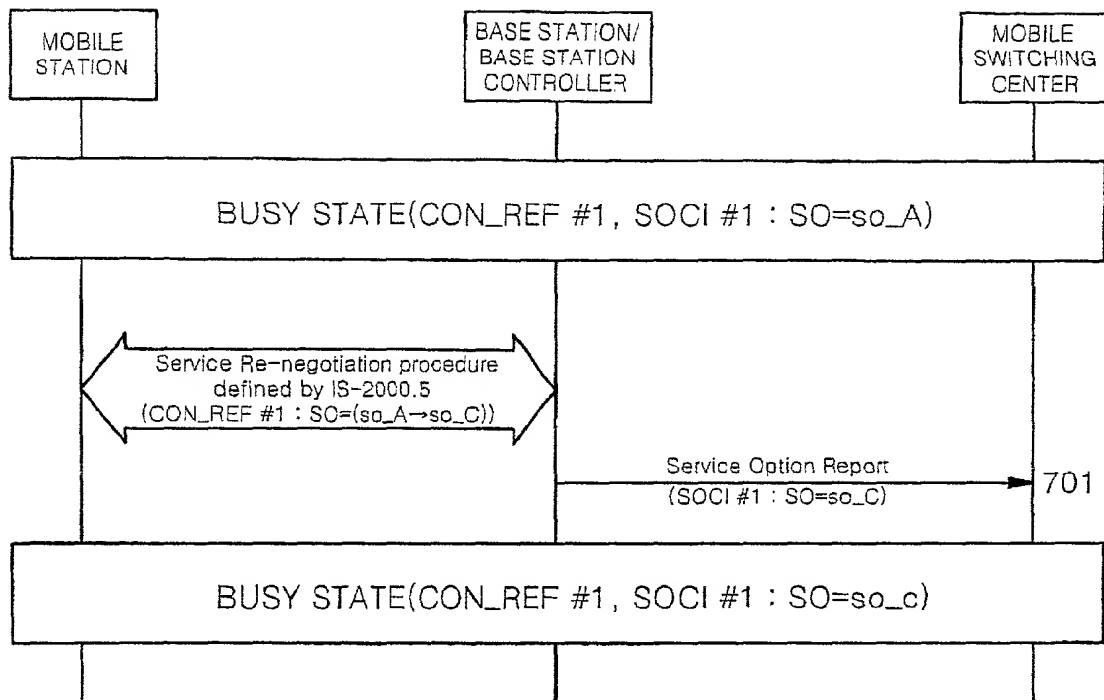 MOBILE
STATION
BASE STATION/
BASE STATION
CONTROLLER
MOBILE
SWITCHING
CENTER
BUSY STATE(CON_REF #1, SOCI #1 : SO=so_A)
Service Re-negotiation procedure
defined by IS-2000.5
(CON_REF #1 : SO=(so_A→so_C))
Service Option Report
(SOCI #1 : SO=so_C)
701
BUSY STATE(CON_REF #1, SOCI #1 : SO=so_c)